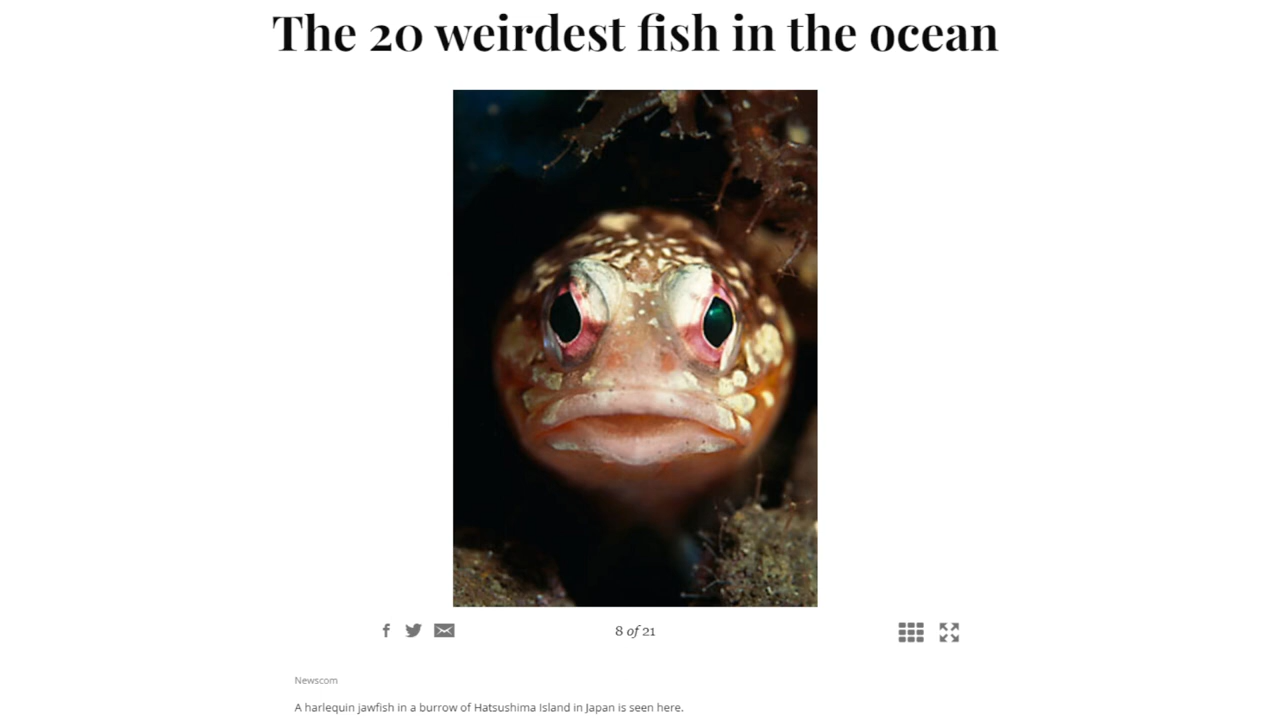 The 20 weirdest fish in the ocean
8 of 21
Newscom
A harlequin jawfish in a burrow of Hatsushima Island in Japan is seen here.